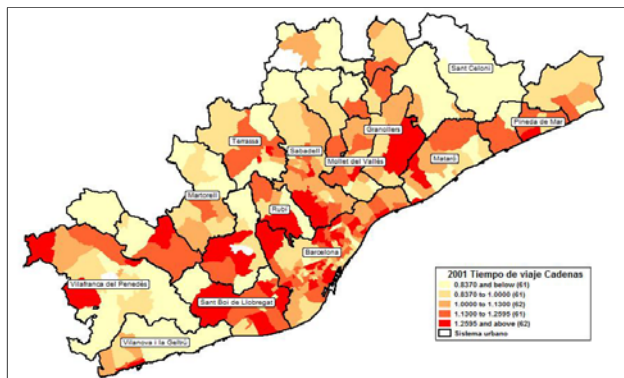 Sant Celoni
Pineda de Mar
Granollers
Terrassa
Sabadell
Mollet del Vallès
Mataró
Martorell
Rubí
Barcelona
Vilafranca del Penedès
Sant Boi de Llobregat
Vilanova i la Geltrú
2001 Tiempo de viaje Cadenas
0.8370 and below (61)
0.8370 to 1.0000 (61)
1.0000 to 1.1300 (62)
1.1300 to 1.2595 (61)
1.2595 and above (62)
Sistema urbano